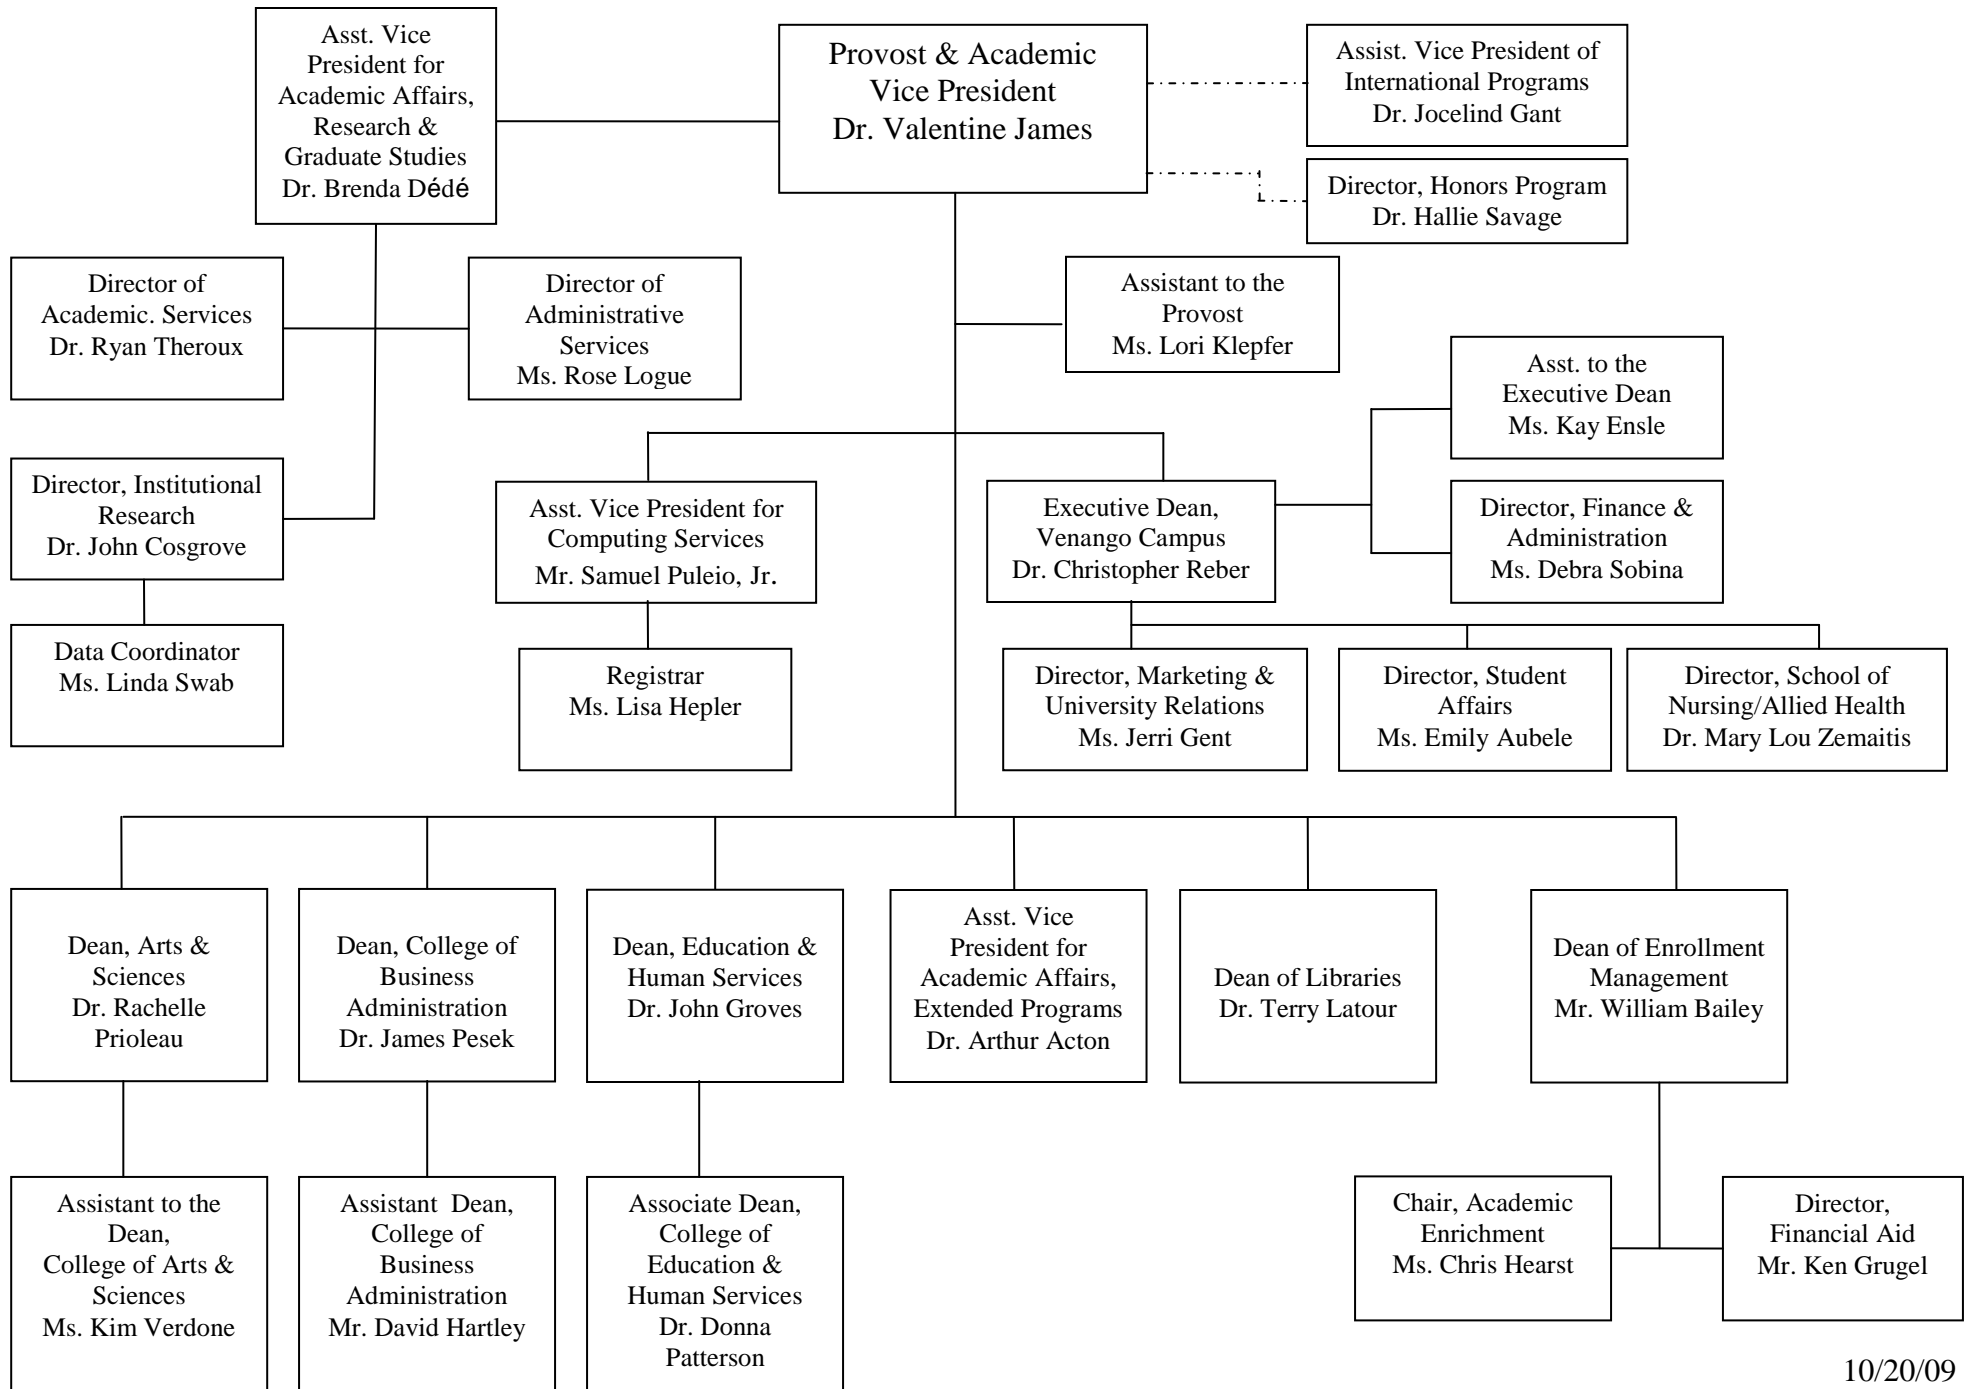 Asst. Vice
President for
Academic Affairs,
Research &
Graduate Studies
Dr. Brenda Dédé
Provost & Academic
Vice President
Dr. Valentine James
Assist. Vice President of
International Programs
Dr. Jocelind Gant
Director, Honors Program
Dr. Hallie Savage
Director of
Academic. Services
Dr. Ryan Theroux
Director of
Administrative
Services
Ms. Rose Logue
Assistant to the
Provost
Ms. Lori Klepfer
Asst. to the
Executive Dean
Ms. Kay Ensle
Director, Institutional
Research
Dr. John Cosgrove
Asst. Vice President for
Computing Services
Mr. Samuel Puleio, Jr.
Executive Dean,
Venango Campus
Dr. Christopher Reber
Director, Finance &
Administration
Ms. Debra Sobina
Data Coordinator
Ms. Linda Swab
Registrar
Ms. Lisa Hepler
Director, Marketing &
University Relations
Ms. Jerri Gent
Director, Student
Affairs
Ms. Emily Aubele
Director, School of
Nursing/Allied Health
Dr. Mary Lou Zemaitis
Dean, Arts &
Sciences
Dr. Rachelle
Prioleau
Dean, College of
Business
Administration
Dr. James Pesek
Dean, Education &
Human Services
Dr. John Groves
Asst. Vice
President for
Academic Affairs,
Extended Programs
Dr. Arthur Acton
Dean of Libraries
Dr. Terry Latour
Dean of Enrollment
Management
Mr. William Bailey
Assistant to the
Dean,
College of Arts &
Sciences
Ms. Kim Verdone
Assistant Dean,
College of
Business
Administration
Mr. David Hartley
Associate Dean,
College of
Education &
Human Services
Dr. Donna
Patterson
Chair, Academic
Enrichment
Ms. Chris Hearst
Director,
Financial Aid
Mr. Ken Grugel
10/20/09